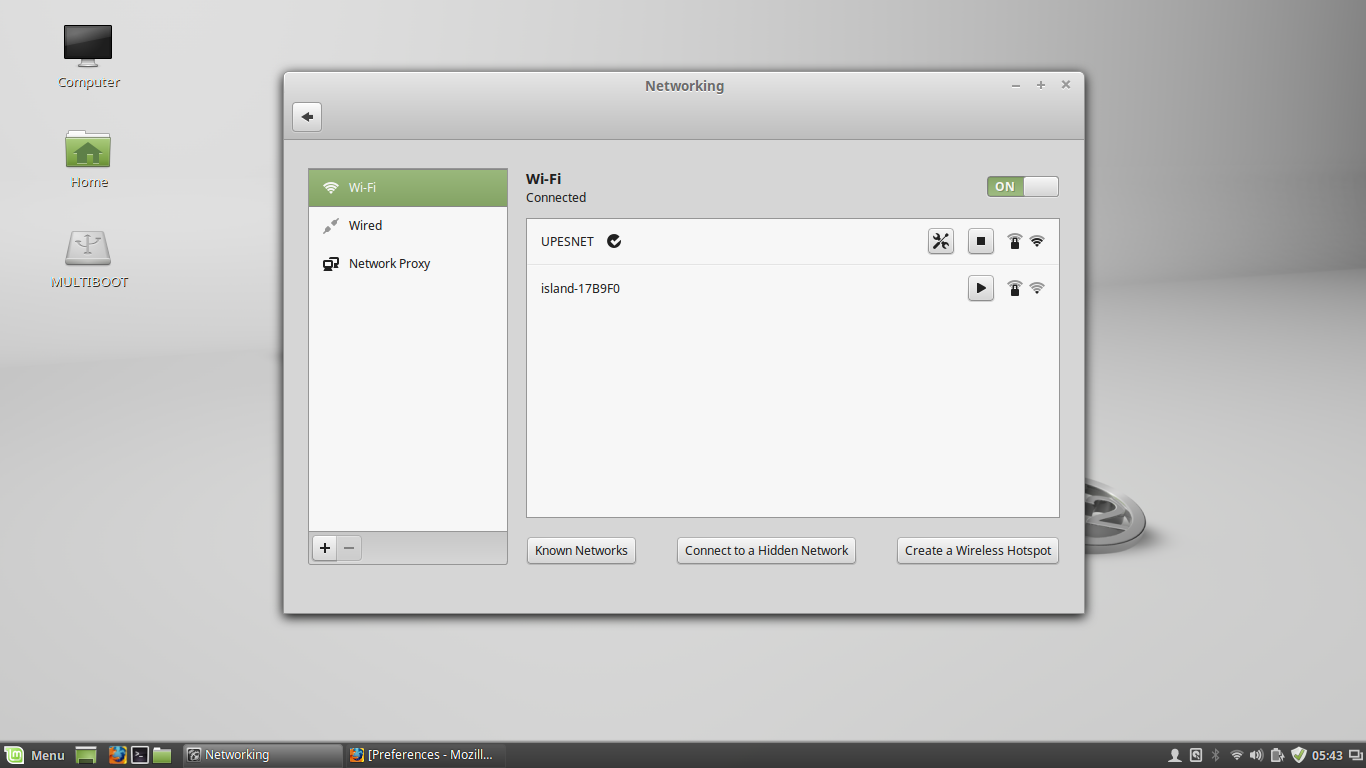 Computer
Home
MULTIBOOT
Networking
Wi-Fi
Wired
Network Proxy
Wi-Fi
Connected
ON
UPESNET
island-17B9F0
Known Networks
Connect to a Hidden Network
Create a Wireless Hotspot
Menu
Networking
[Preferences - Mozill...
05:43